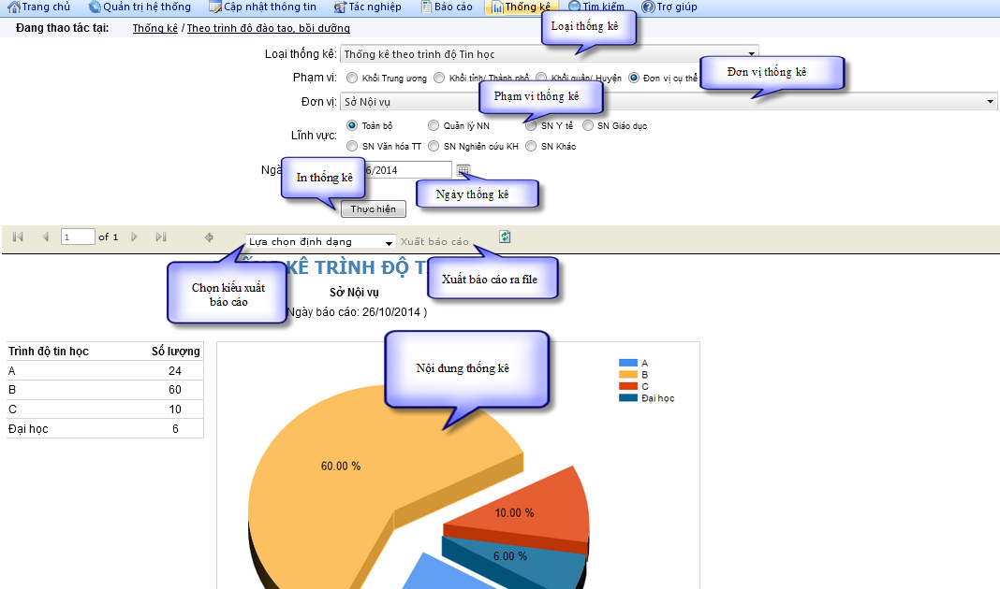 Trang chủ Quản trị hệ thống Cập nhật thông tin Tác nghiệp Báo cáo Thống kê Tìm kiếm Trợ giúp
Đang thao tác tại: Thống kê / Theo trình độ đào tạo, bồi dưỡng
Loại thống kê
Loại thống kê: Thống kê theo trình độ Tin học
Đơn vị thống kê
Phạm vi: Khối Trung ương Khối tỉnh/ Thành phố Khối quận/ Huyện Đơn vị cụ thể
Phạm vi thống kê
Đơn vị: Sở Nội vụ
Lĩnh vực: Toàn bộ Quản lý NN SN Y tế SN Giáo dục
SN Văn hóa TT SN Nghiên cứu KH SN Khác
6/2014
In thống kê
Ngày thống kê
Thực hiện
1 of 1 Lựa chọn định dạng Xuất báo cáo
KÊ TRÌNH ĐỘ T
Chọn kiểu xuất
báo cáo
Xuất báo cáo ra file
Sở Nội vụ
Ngày báo cáo: 26/10/2014 )
Nội dung thống kê
Trình độ tin học Số lượng
A 24
B 60
C 10
Đại học 6
A
B
C
Đại học
60.00 %
10.00 %
6.00 %